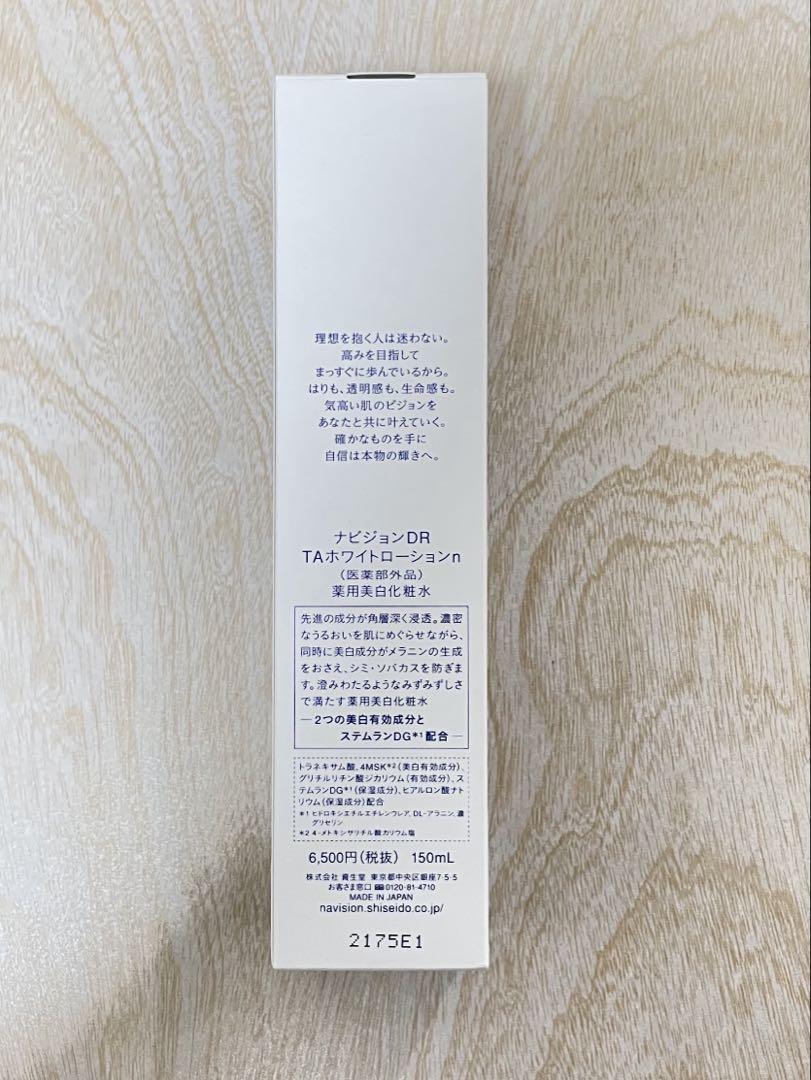 理想を抱く人は迷わない。
高みを目指して
まっすぐに歩んでいるから。
はりも、透明感も、生命感も。
気高い肌のビジョンを
あなたと共に叶えていく。
確かなものを手に
自信は本物の輝きへ。
ナビジョンDR
TAホワイトローションn
(医薬部外品)
薬用美白化粧水
先進の成分が角層深く浸透。濃密
なうるおいを肌にめぐらせながら、
同時に美白成分がメラニンの生成
をおさえ、シミ・ソバカスを防ぎま
す。澄みわたるようなみずみずしさ
で満たす薬用美白化粧水
―2つの美白有効成分と
ステムランDG*1配合―
トラネキサム酸、4MSK*2(美白有効成分)、
グリチルリチン酸ジカリウム(有効成分)、ス
テムランDG*1(保湿成分)、ヒアルロン酸ナト
リウム(保湿成分)配合
*1 ヒドロキシエチルエチレンウレア、DL-アラニン、濃
グリセリン
*2 4-メトキシサリチル酸カリウム塩
6,500円(税抜) 150mL
株式会社 資生堂 東京都中央区銀座7-5-5
お客さま窓口 0120-81-4710
MADE IN JAPAN
navision.shiseido.co.jp/
2175E1